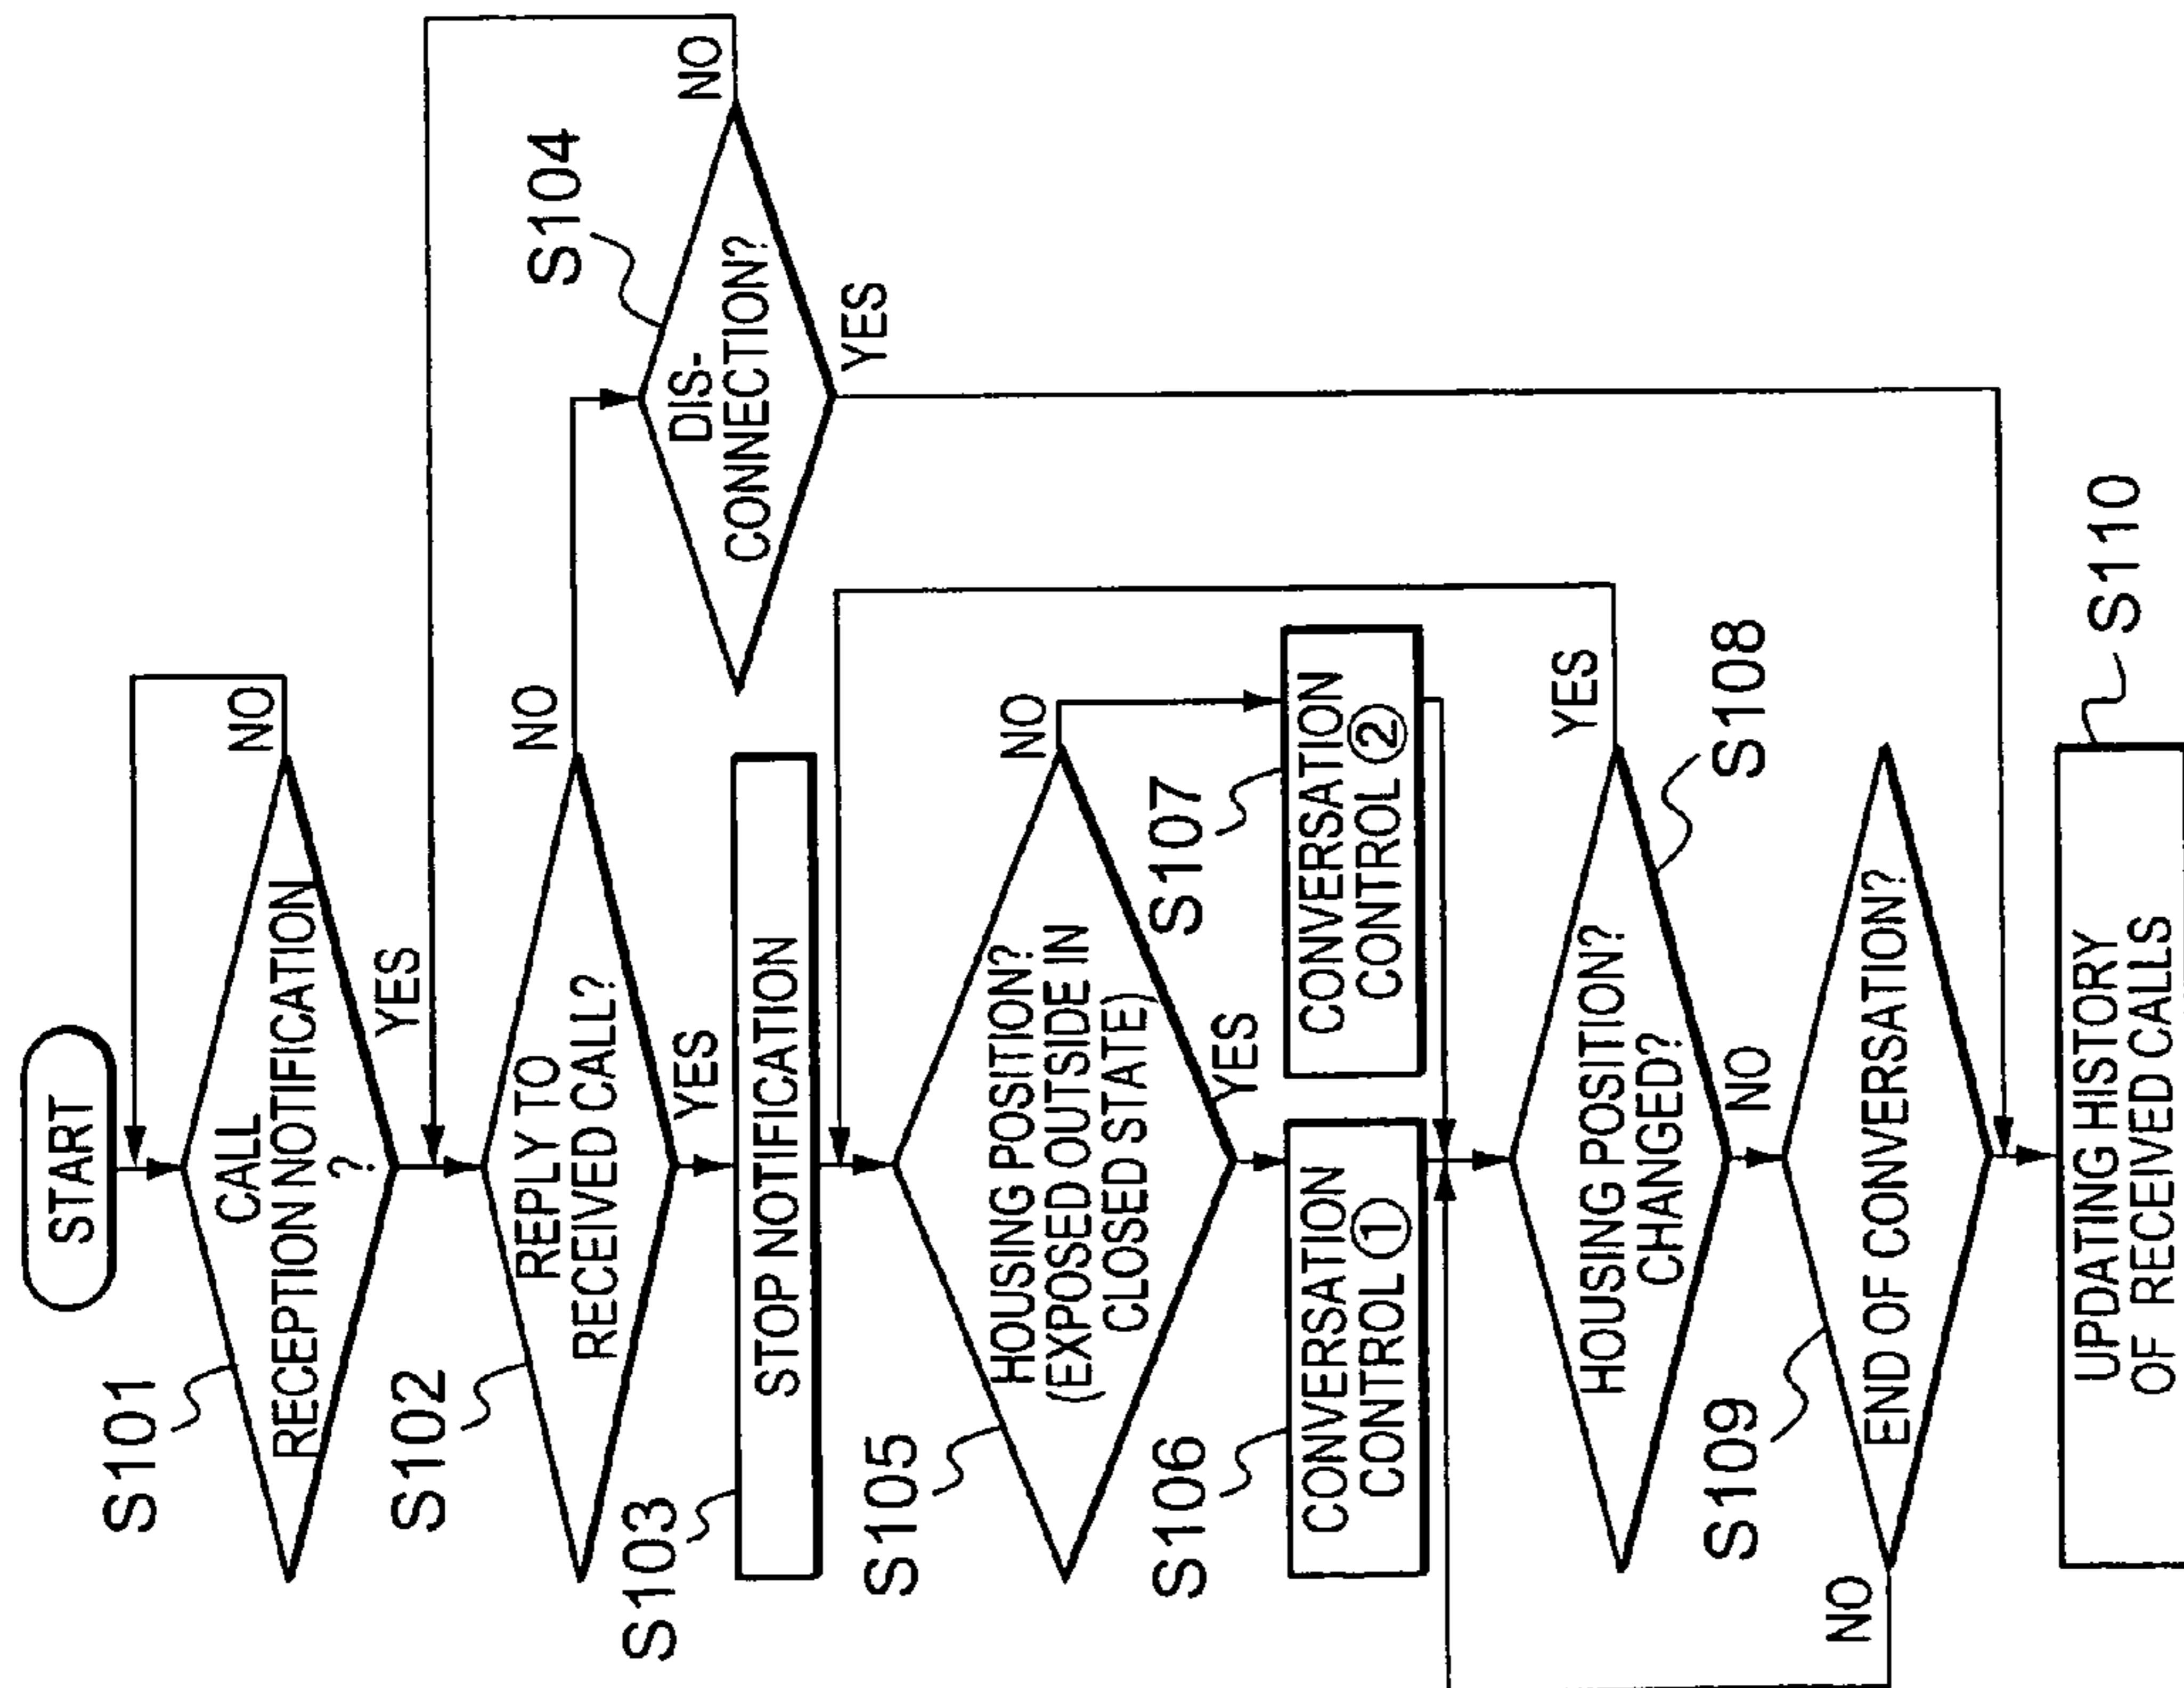 START
S101
CALL
RECEPTION NOTIFICATION
?
NO
YES
S102
REPLY TO
RECEIVED CALL?
NO
YES
S104
DIS-
CONNECTION?
NO
YES
S103
STOP NOTIFICATION
S105
HOUSING POSITION?
(EXPOSED OUTSIDE IN
CLOSED STATE)
NO
YES
S106
CONVERSATION
CONTROL ①
S107
CONVERSATION
CONTROL ②
HOUSING POSITION?
CHANGED?
YES
S108
NO
S109
END OF CONVERSATION?
NO
S110
UPDATING HISTORY
OF RECEIVED CALLS